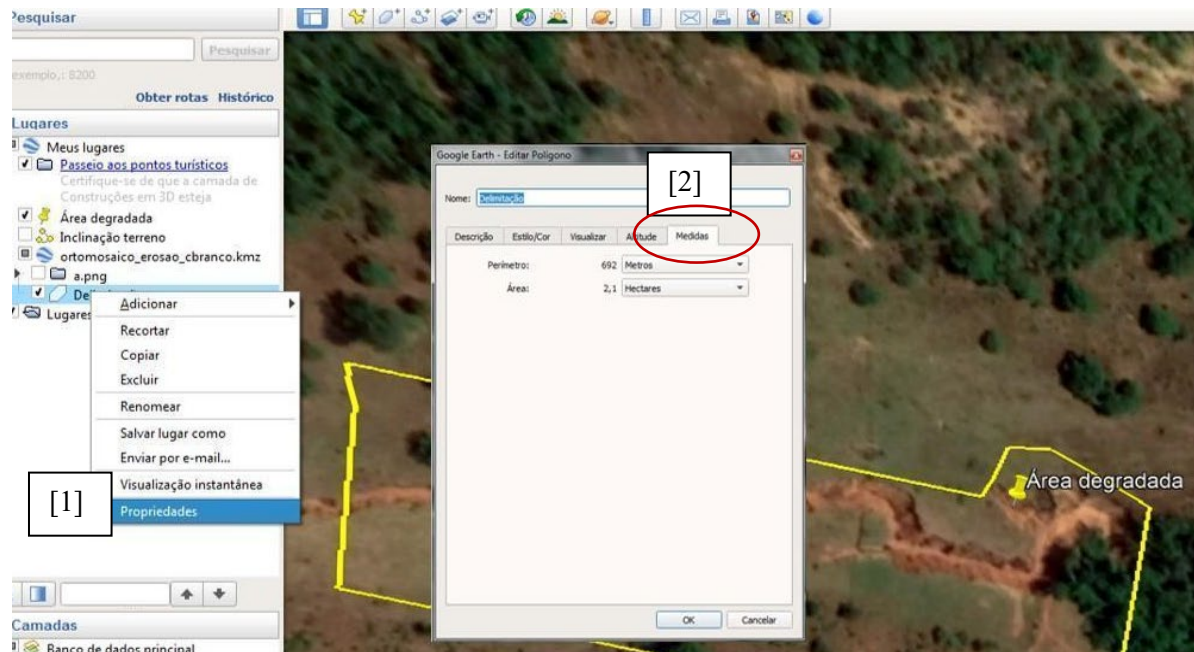 Pesquisar
Pesquisar
exemplo,: 8200
Obter rotas Histórico
Lugares
Meus lugares
Passeio aos pontos turísticos
Certifique-se de que a camada de
Construções em 3D esteja
Área degradada
Inclinação terreno
ortomosaico_erosao_cbranco.kmz
a.png
Lugares
Adicionar
Recortar
Copiar
Excluir
Renomear
Salvar lugar como
Enviar por e-mail...
Visualização instantânea
[1]
Propriedades
Camadas
Banco de dados principal
Google Earth - Editar Polígono
[2]
Nome: Delimitação
Descrição Estilo/Cor Visualizar Altitude Medidas
Perímetro: 692 Metros
Área: 2,1 Hectares
OK Cancelar
Área degradada